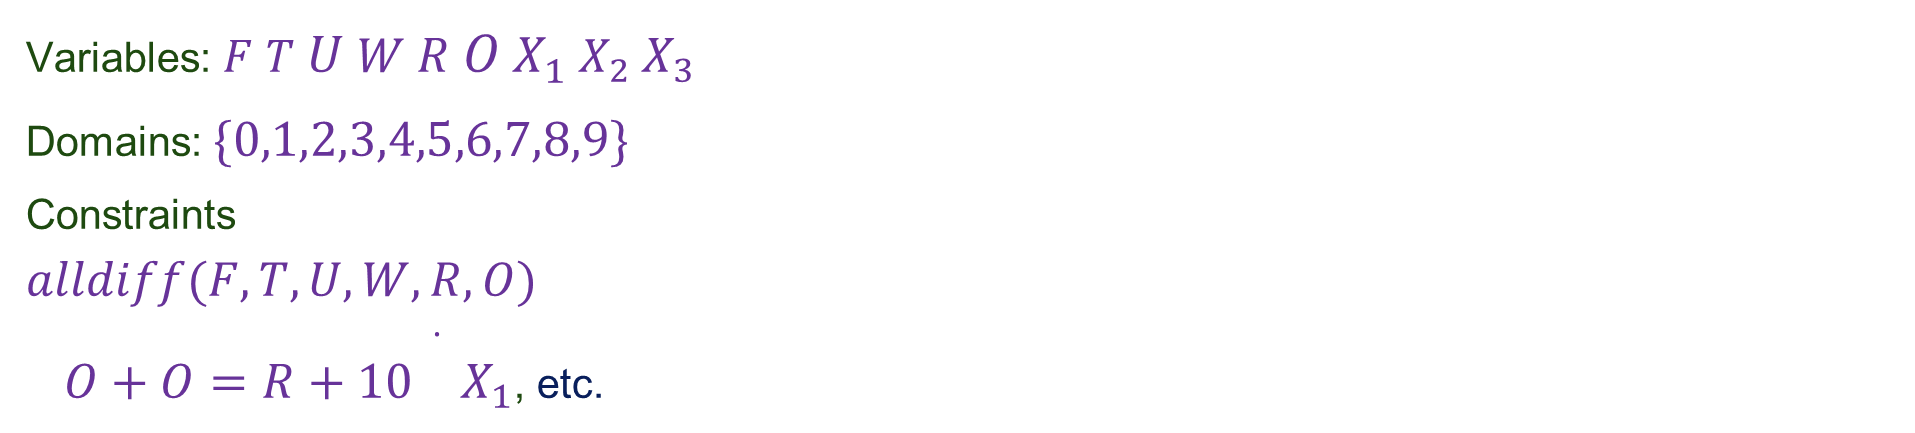 Variables: F T U W R O X₁ X₂ X₃
Domains: {0,1,2,3,4,5,6,7,8,9}
Constraints
alldiff(F,T,U,W,R,O)
O + O = R + 10 · X₁, etc.